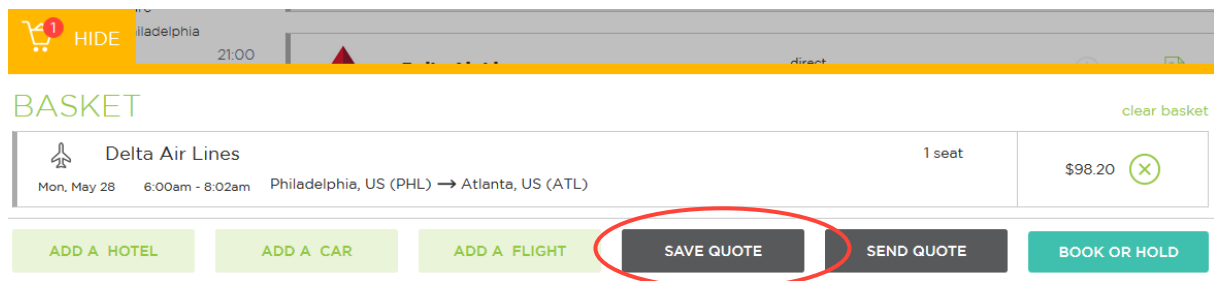 1
HIDE
iladelphia
21:00
direct
BASKET
clear basket
Delta Air Lines
1 seat
$98.20
Mon, May 28 6:00am - 8:02am Philadelphia, US (PHL) → Atlanta, US (ATL)
ADD A HOTEL
ADD A CAR
ADD A FLIGHT
SAVE QUOTE
SEND QUOTE
BOOK OR HOLD